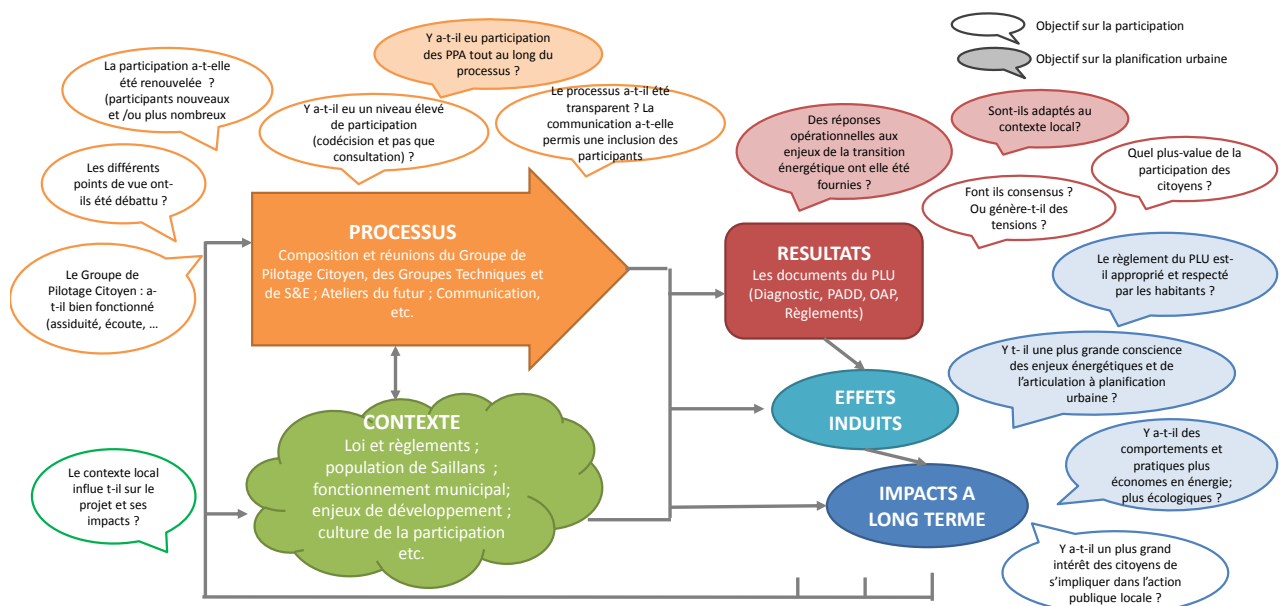 Objectif sur la participation
Objectif sur la planification urbaine
Y a-t-il eu participation
des PPA tout au long du
processus ?
La participation a-t-elle
été renouvelée ?
(participants nouveaux
et /ou plus nombreux
Y a-t-il eu un niveau élevé
de participation
(codécision et pas que
consultation) ?
Le processus a-t-il été
transparent ? La
communication a-t-elle
permis une inclusion des
participants
Des réponses
opérationnelles aux
enjeux de la transition
énergétique ont elle été
fournies ?
Sont-ils adaptés au
contexte local?
Quel plus-value de la
participation des
citoyens ?
Font ils consensus ?
Ou génère-t-il des
tensions ?
Les différents
points de vue ont-
ils été débattu ?
Le Groupe de
Pilotage Citoyen : a-
t-il bien fonctionné
(assiduité, écoute, ...
PROCESSUS
Composition et réunions du Groupe de
Pilotage Citoyen, des Groupes Techniques et
de S&E ; Ateliers du futur ; Communication,
etc.
RESULTATS
Les documents du PLU
(Diagnostic, PADD, OAP,
Règlements)
Le règlement du PLU est-
il approprié et respecté
par les habitants ?
Y t- il une plus grande conscience
des enjeux énergétiques et de
l'articulation à planification
urbaine ?
EFFETS
INDUITS
CONTEXTE
Loi et règlements ;
population de Saillans ;
fonctionnement municipal;
enjeux de développement ;
culture de la participation
etc.
Le contexte local
influe t-il sur le
projet et ses
impacts ?
IMPACTS A
LONG TERME
Y a-t-il des
comportements et
pratiques plus
économes en énergie;
plus écologiques ?
Y a-t-il un plus grand
intérêt des citoyens de
s'impliquer dans l'action
publique locale ?